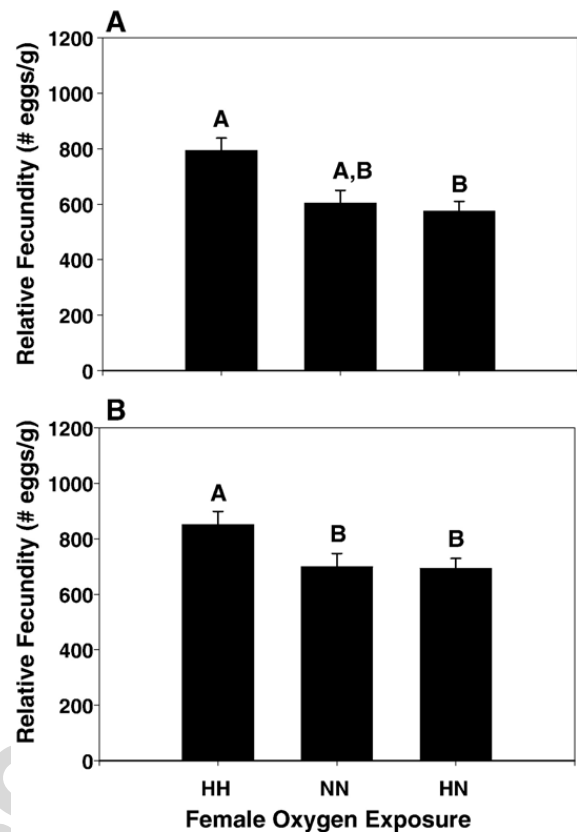 A
Relative Fecundity (# eggs/g)
1200
1000
800
600
400
200
0
A
A,B
B
B
Relative Fecundity (# eggs/g)
1200
1000
800
600
400
200
0
A
B
B
HH
NN
HN
Female Oxygen Exposure